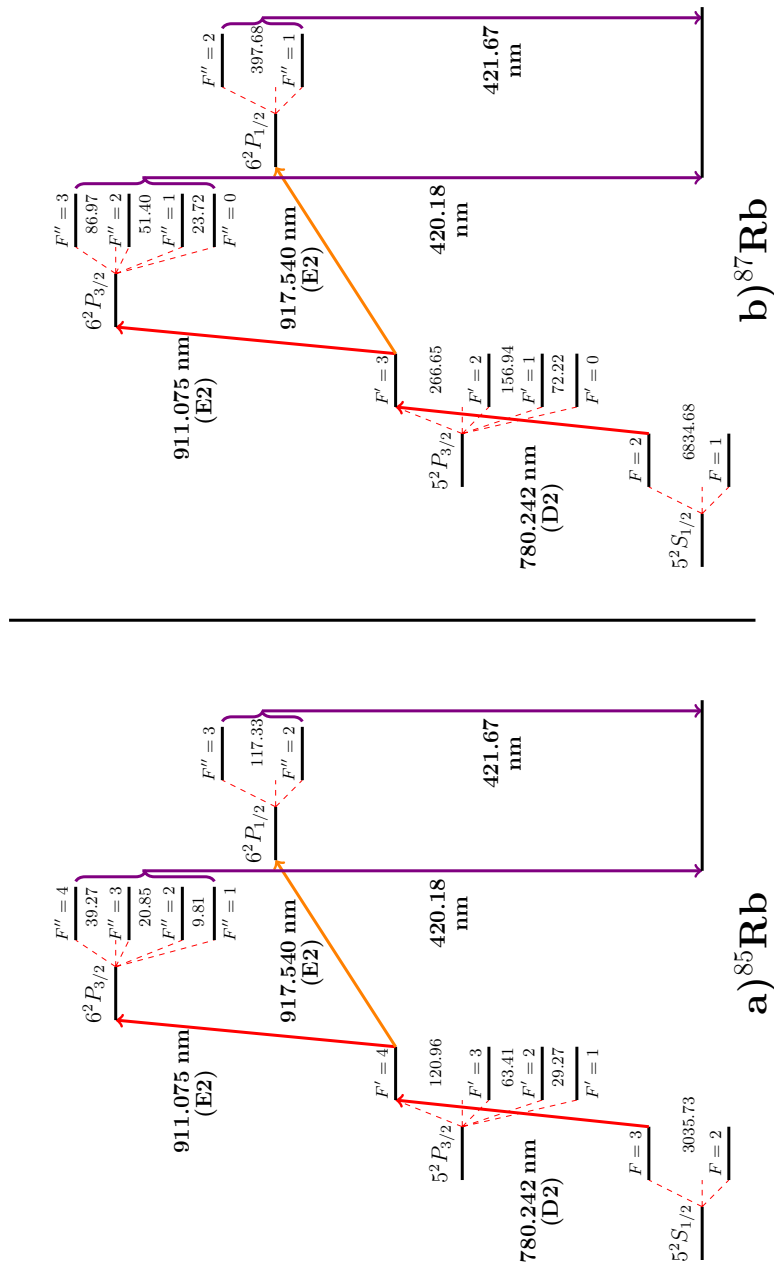 6²P₃/₂
F″ = 4
39.27
F″ = 3
20.85
F″ = 2
9.81
F″ = 1
911.075 nm
(E2)
917.540 nm
(E2)
6²P₁/₂
F″ = 3
117.33
F″ = 2
F′ = 4
120.96
5²P₃/₂
F′ = 3
63.41
F′ = 2
29.27
F′ = 1
780.242 nm
(D2)
420.18
nm
421.67
nm
F = 3
3035.73
5²S₁/₂
F = 2
a)⁸⁵Rb
6²P₃/₂
F″ = 3
86.97
F″ = 2
51.40
F″ = 1
23.72
F″ = 0
911.075 nm
(E2)
917.540 nm
(E2)
6²P₁/₂
F″ = 2
397.68
F″ = 1
F′ = 3
266.65
5²P₃/₂
F′ = 2
156.94
F′ = 1
72.22
F′ = 0
780.242 nm
(D2)
420.18
nm
421.67
nm
F = 2
6834.68
5²S₁/₂
F = 1
b)⁸⁷Rb